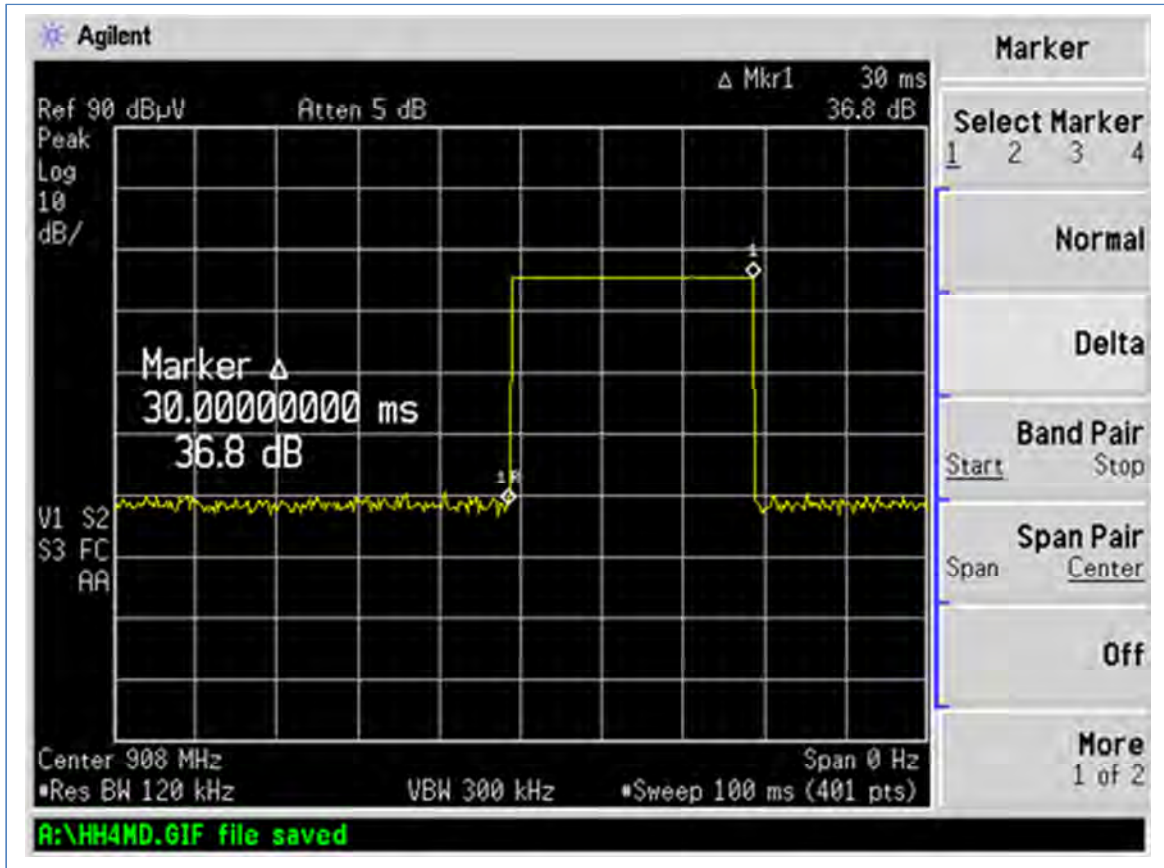 Agilent
Marker
Δ Mkr1 30 ms
Ref 90 dBµV Atten 5 dB 36.8 dB
Peak
Log
10
dB/
Select Marker
1 2 3 4
Normal
1
Delta
Marker Δ
30.00000000 ms
36.8 dB
Band Pair
Start Stop
1R
V1 S2
S3 FC
AA
Span Pair
Span Center
Off
More
1 of 2
Center 908 MHz Span 0 Hz
*Res BW 120 kHz VBW 300 kHz *Sweep 100 ms (401 pts)
A:\HH4MD.GIF file saved